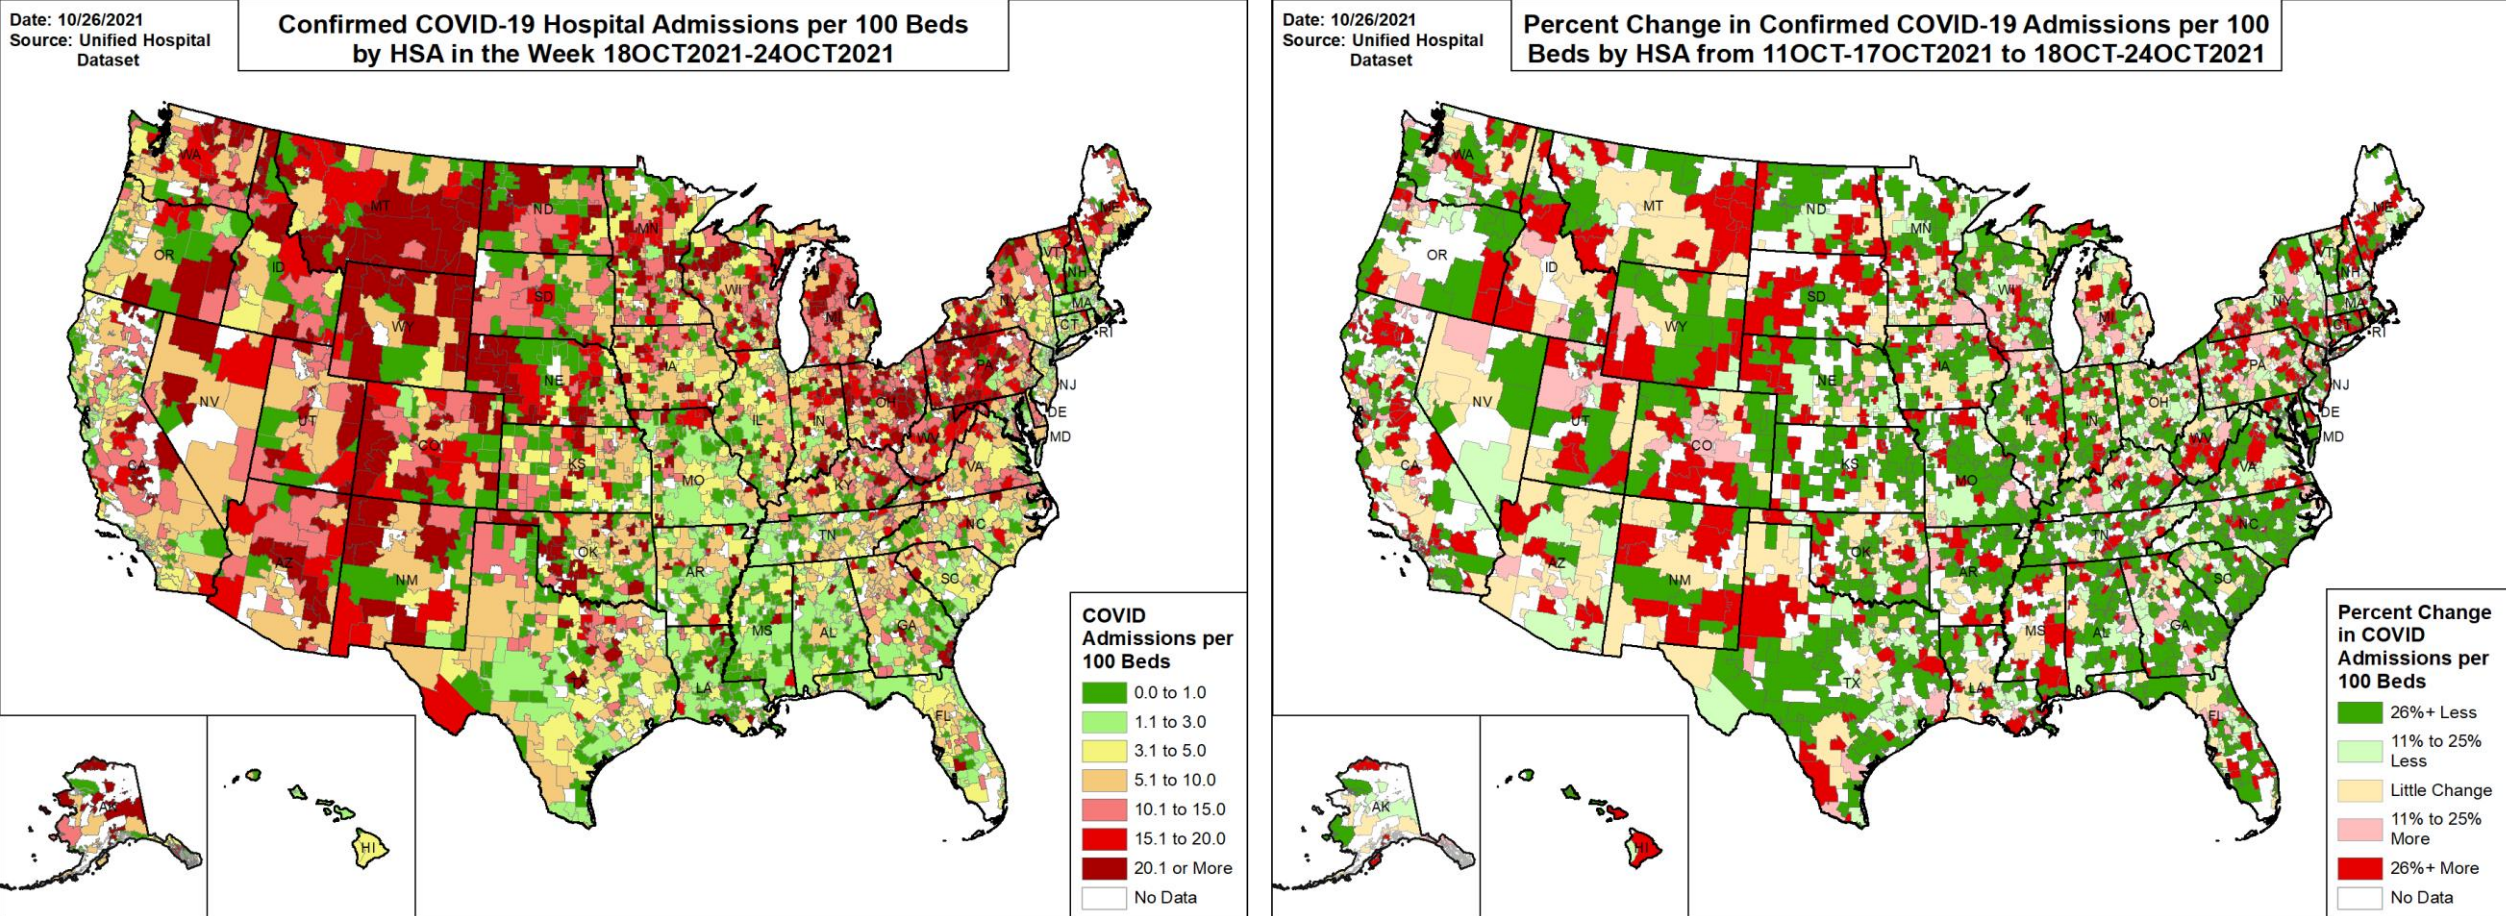 Date: 10/26/2021
Source: Unified Hospital
Dataset
Confirmed COVID-19 Hospital Admissions per 100 Beds
by HSA in the Week 18OCT2021-24OCT2021
WA
MT
ND
MN
ME
OR
ID
SD
WI
VT
NH
NY
MA
CT
RI
MI
WY
NE
IA
PA
NJ
NV
UT
CO
IL
IN
OH
DE
MD
WV
CA
KS
MO
KY
VA
AZ
NM
OK
AR
TN
NC
SC
MS
AL
GA
LA
FL
AK
HI
COVID
Admissions per
100 Beds
0.0 to 1.0
1.1 to 3.0
3.1 to 5.0
5.1 to 10.0
10.1 to 15.0
15.1 to 20.0
20.1 or More
No Data
Date: 10/26/2021
Source: Unified Hospital
Dataset
Percent Change in Confirmed COVID-19 Admissions per 100
Beds by HSA from 11OCT-17OCT2021 to 18OCT-24OCT2021
WA
MT
ND
MN
ME
OR
ID
SD
WI
VT
NH
NY
MA
CT
RI
MI
WY
NE
IA
PA
NJ
NV
UT
CO
IL
IN
OH
DE
MD
WV
CA
KS
MO
KY
VA
AZ
NM
OK
AR
TN
NC
SC
TX
MS
AL
GA
LA
FL
AK
HI
Percent Change
in COVID
Admissions per
100 Beds
26%+ Less
11% to 25%
Less
Little Change
11% to 25%
More
26%+ More
No Data